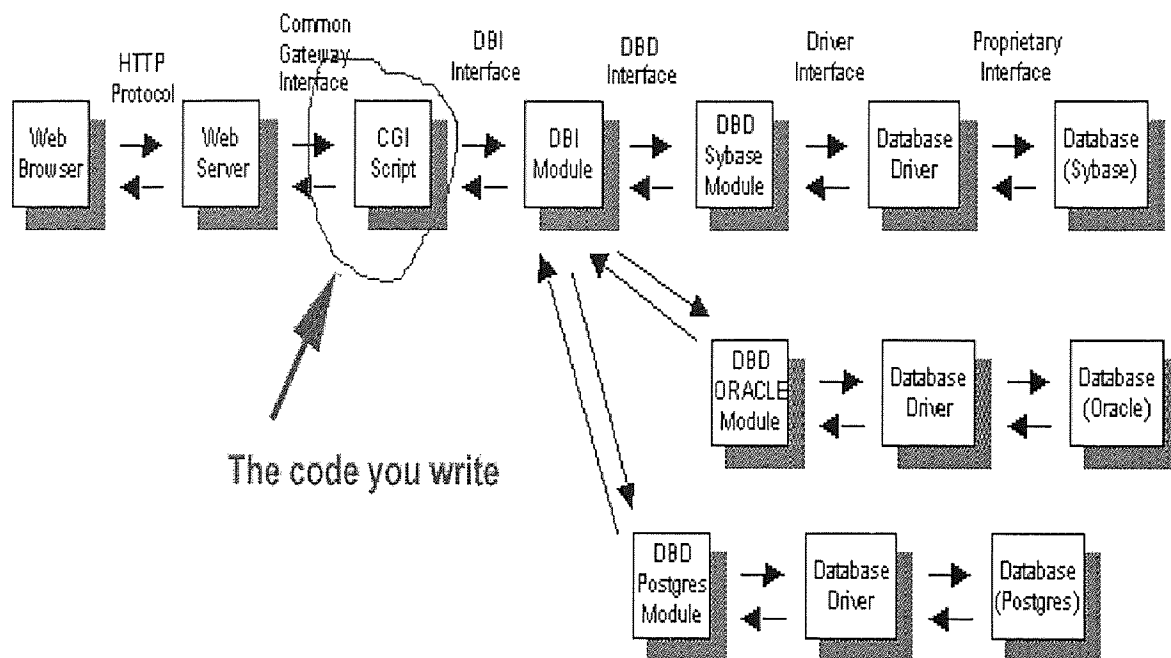 Common
Gateway
Interface
DBI
Interface
DBD
Interface
Driver
Interface
Proprietary
Interface
HTTP
Protocol
Web
Browser
Web
Server
CGI
Script
DBI
Module
DBD
Sybase
Module
Database
Driver
Database
(Sybase)
The code you write
DBD
ORACLE
Module
Database
Driver
Database
(Oracle)
DBD
Postgres
Module
Database
Driver
Database
(Postgres)